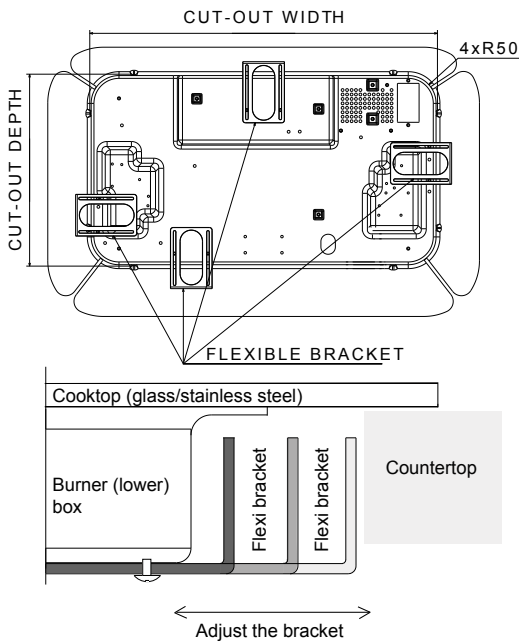 CUT-OUT WIDTH
4xR50
CUT-OUT DEPTH
FLEXIBLE BRACKET
Cooktop (glass/stainless steel)
Burner (lower)
box
Flexi bracket
Flexi bracket
Countertop
Adjust the bracket